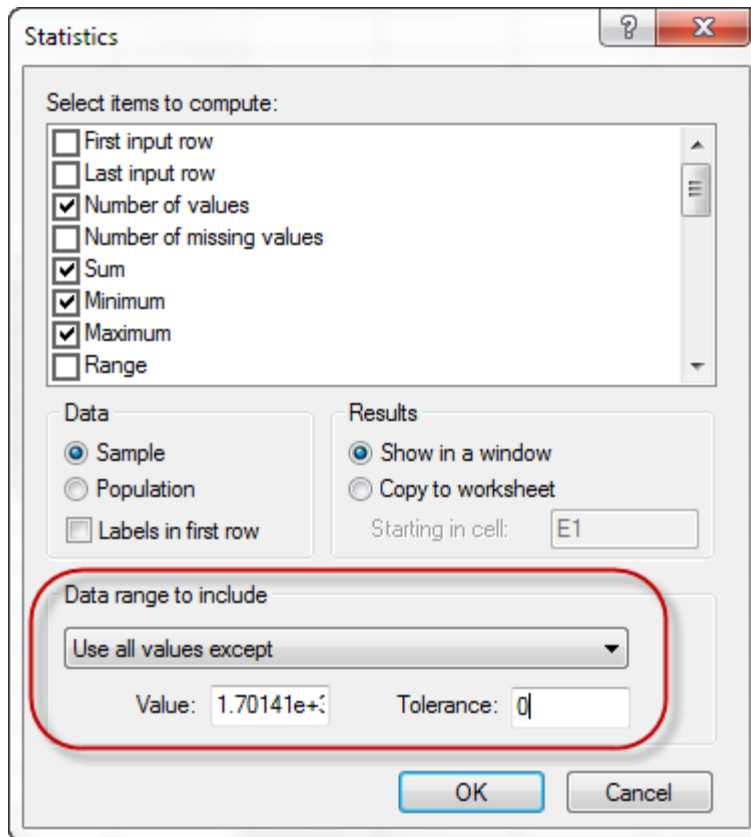 Statistics
Select items to compute:
First input row
Last input row
Number of values
Number of missing values
Sum
Minimum
Maximum
Range
Data
Sample
Population
Labels in first row
Results
Show in a window
Copy to worksheet
Starting in cell: E1
Data range to include
Use all values except
Value: 1.70141e+3 Tolerance: 0
OK Cancel